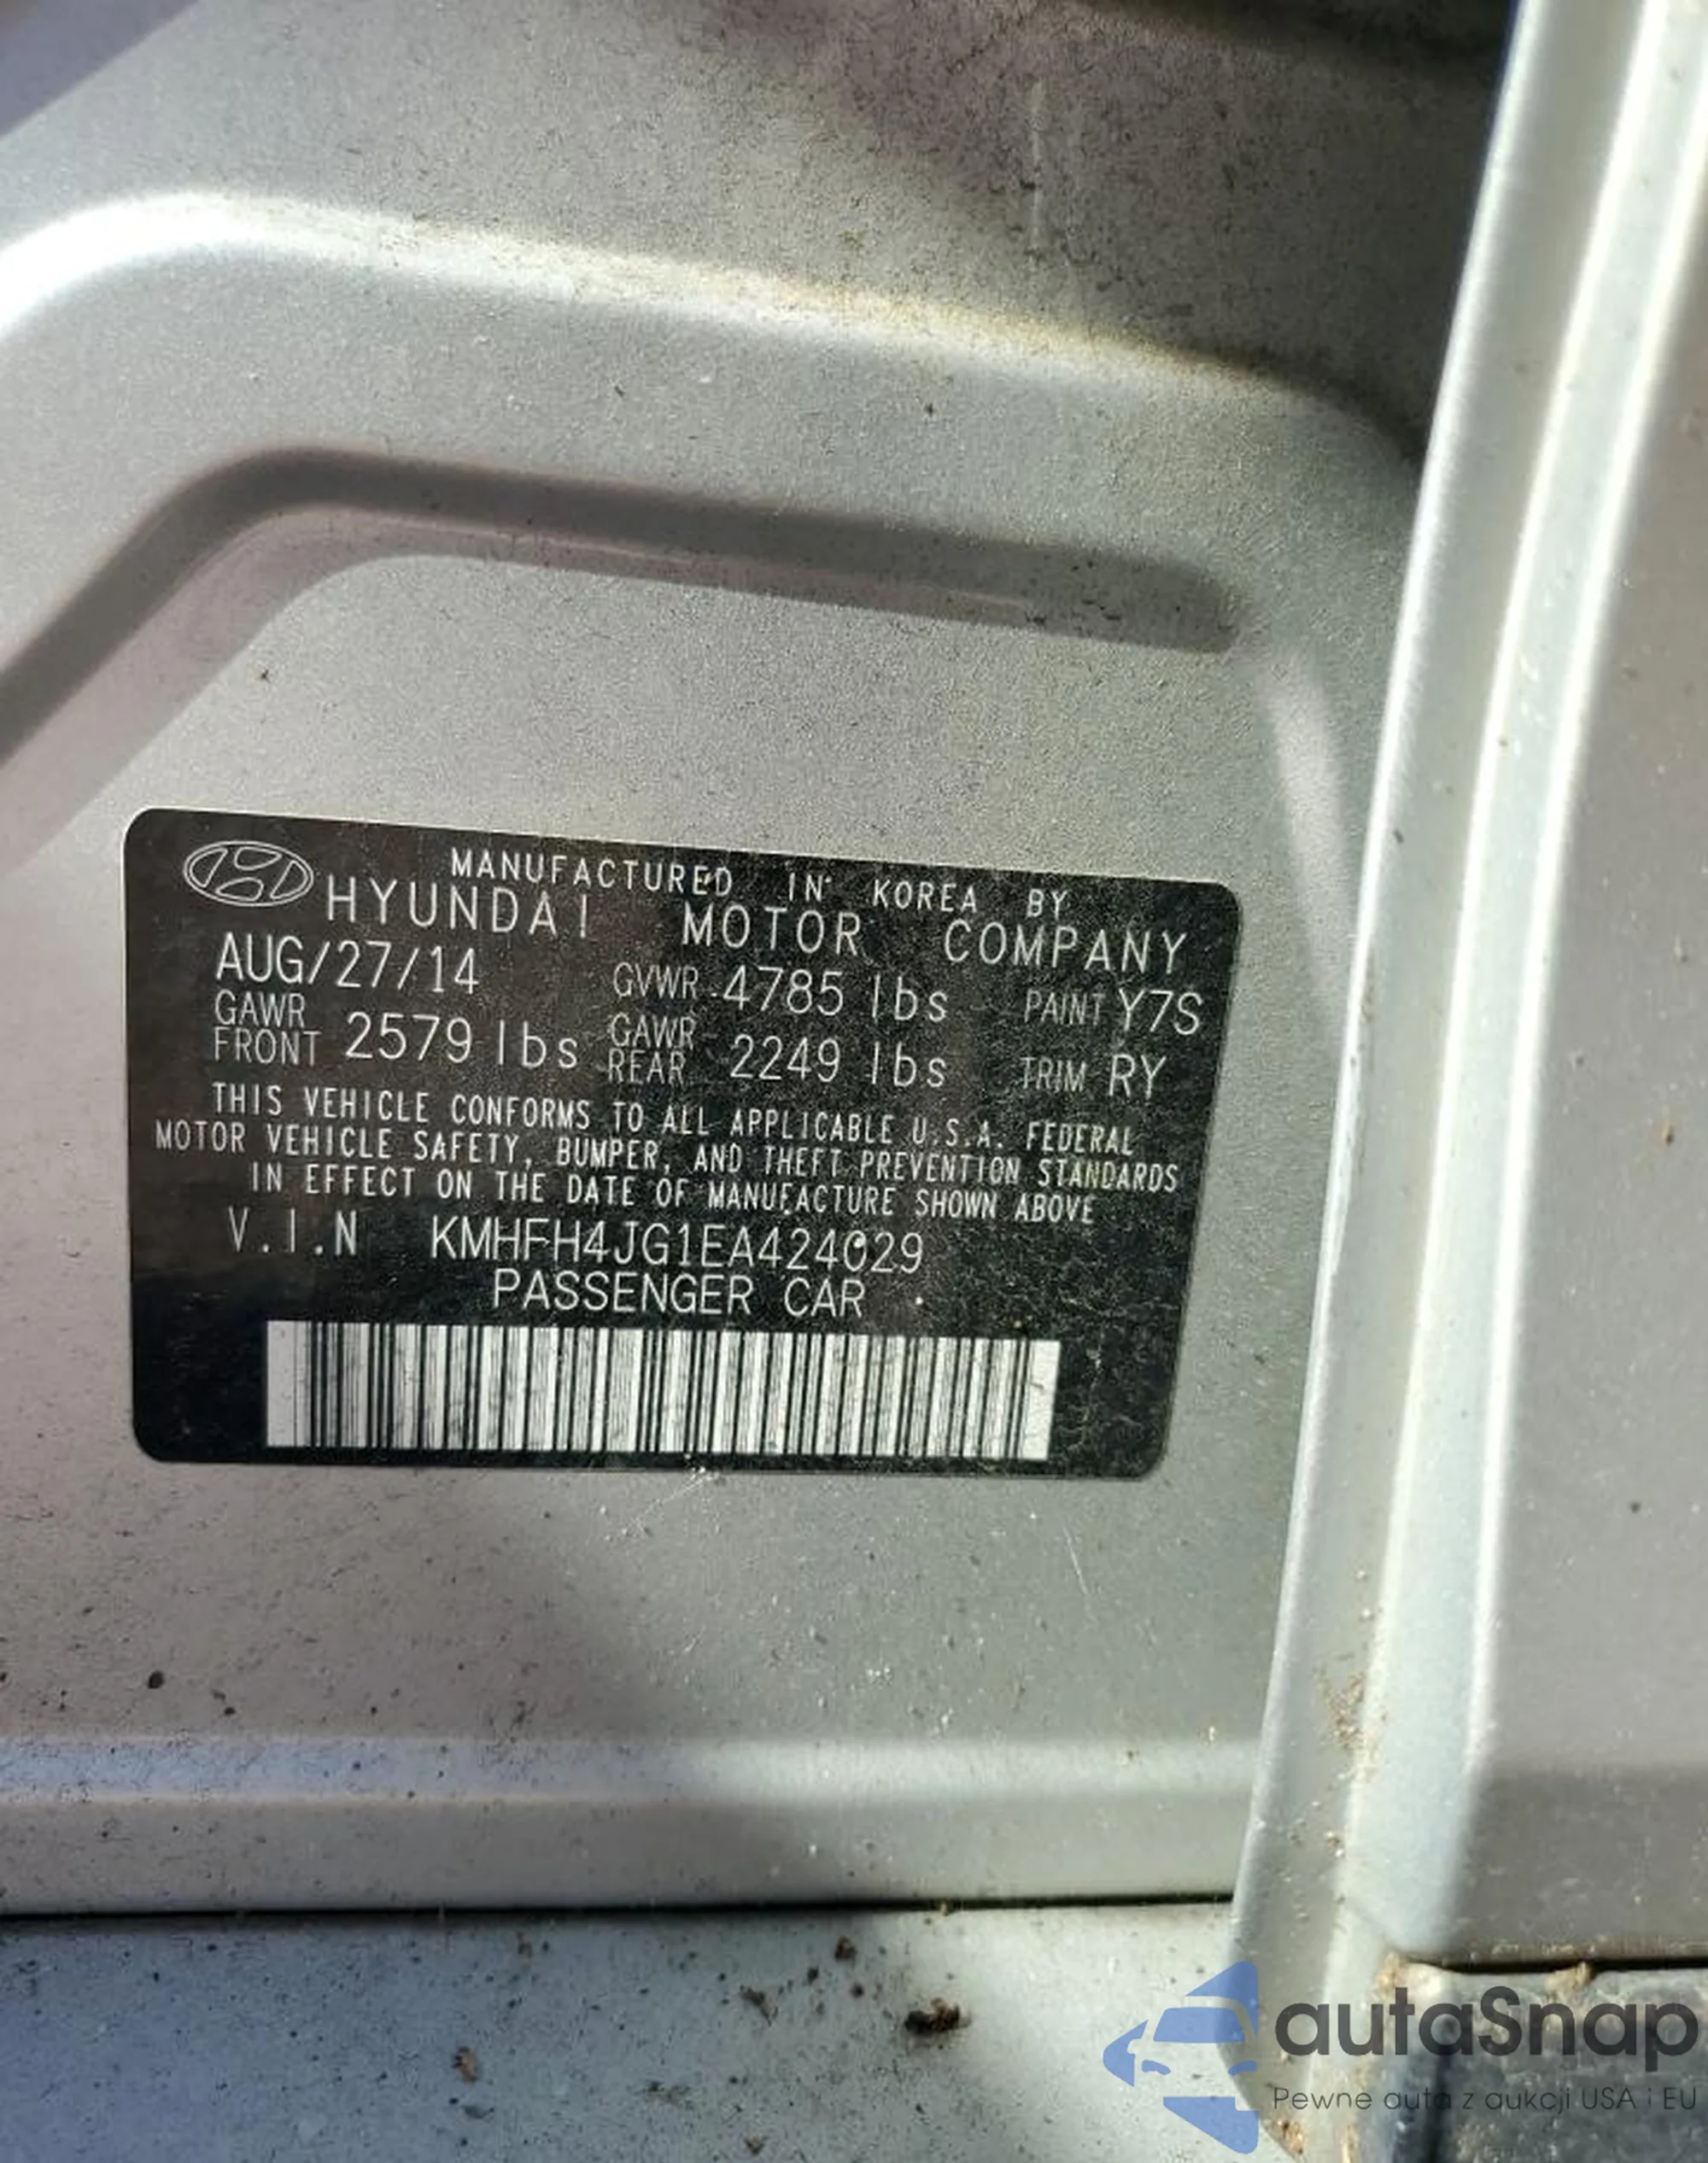 MANUFACTURED IN KOREA BY
HYUNDAI MOTOR COMPANY
AUG/27/14 GVWR 4785 lbs PAINT Y7S
GAWR FRONT 2579 lbs GAWR REAR 2249 lbs TRIM RY
THIS VEHICLE CONFORMS TO ALL APPLICABLE U.S.A. FEDERAL
MOTOR VEHICLE SAFETY, BUMPER, AND THEFT PREVENTION STANDARDS
IN EFFECT ON THE DATE OF MANUFACTURE SHOWN ABOVE
V.I.N KMHFH4JG1EA424029
PASSENGER CAR
autaSnap
Pewne auta z aukcji USA i EU